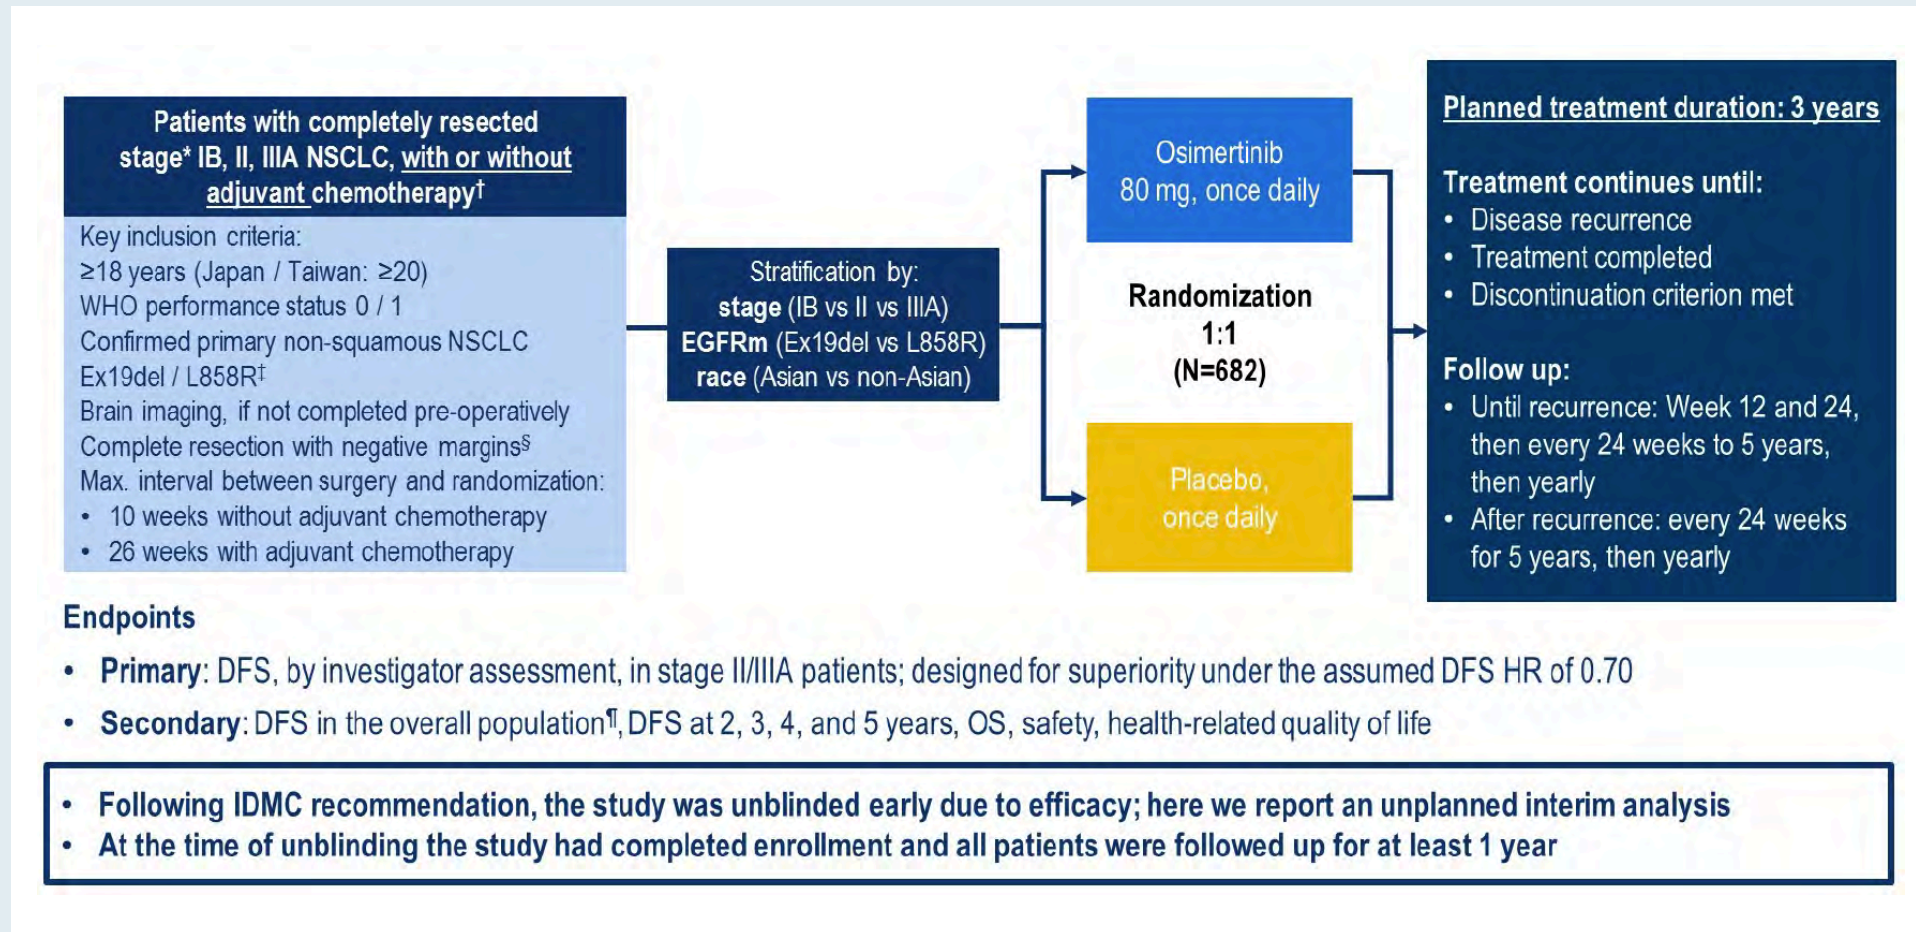 Patients with completely resected
stage* IB, II, IIIA NSCLC, with or without
adjuvant chemotherapy†
Key inclusion criteria:
≥18 years (Japan / Taiwan: ≥20)
WHO performance status 0 / 1
Confirmed primary non-squamous NSCLC
Ex19del / L858R‡
Brain imaging, if not completed pre-operatively
Complete resection with negative margins§
Max. interval between surgery and randomization:
• 10 weeks without adjuvant chemotherapy
• 26 weeks with adjuvant chemotherapy
Stratification by:
stage (IB vs II vs IIIA)
EGFRm (Ex19del vs L858R)
race (Asian vs non-Asian)
Osimertinib
80 mg, once daily
Randomization
1:1
(N=682)
Placebo,
once daily
Planned treatment duration: 3 years
Treatment continues until:
• Disease recurrence
• Treatment completed
• Discontinuation criterion met
Follow up:
• Until recurrence: Week 12 and 24,
then every 24 weeks to 5 years,
then yearly
• After recurrence: every 24 weeks
for 5 years, then yearly
Endpoints
• Primary: DFS, by investigator assessment, in stage II/IIIA patients; designed for superiority under the assumed DFS HR of 0.70
• Secondary: DFS in the overall population¶, DFS at 2, 3, 4, and 5 years, OS, safety, health-related quality of life
• Following IDMC recommendation, the study was unblinded early due to efficacy; here we report an unplanned interim analysis
• At the time of unblinding the study had completed enrollment and all patients were followed up for at least 1 year